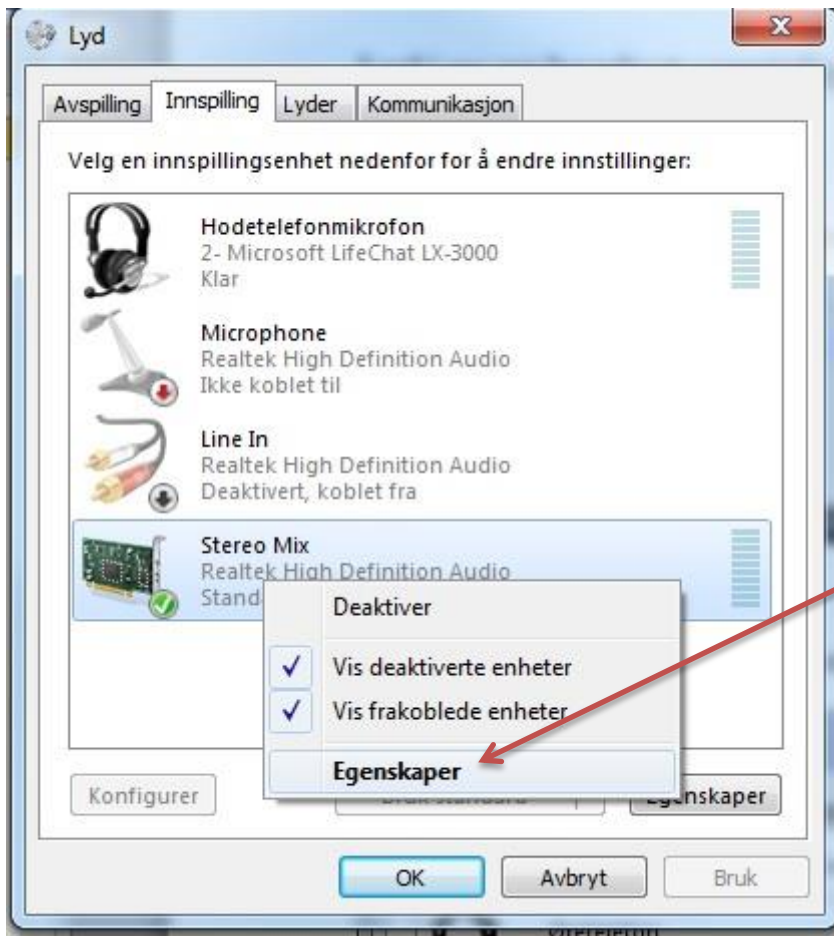 Lyd
Avspilling Innspilling Lyder Kommunikasjon
Velg en innspillingsenhet nedenfor for å endre innstillinger:
Hodetelefonmikrofon
2- Microsoft LifeChat LX-3000
Klar
Microphone
Realtek High Definition Audio
Ikke koblet til
Line In
Realtek High Definition Audio
Deaktivert, koblet fra
Stereo Mix
Realtek High Definition Audio
Deaktiver
Vis deaktiverte enheter
Vis frakoblede enheter
Egenskaper
Konfigurer Egenskaper
OK Avbryt Bruk